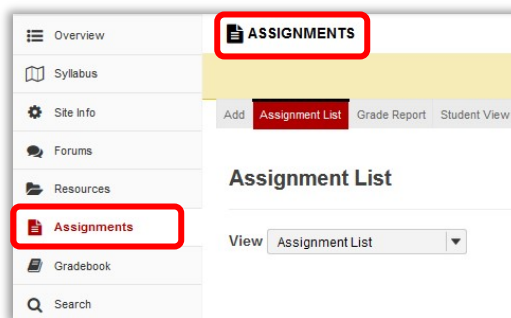 Overview
Syllabus
Site Info
Forums
Resources
Assignments
Gradebook
Search
ASSIGNMENTS
Add Assignment List Grade Report Student View
Assignment List
View Assignment List